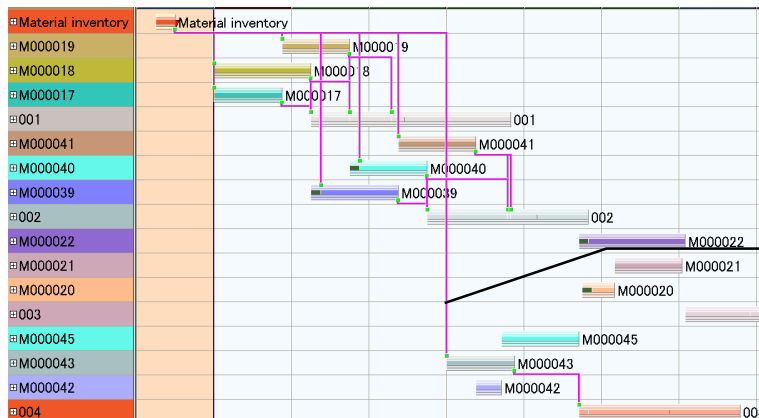 Material inventory Material inventory
M000019 M000019
M000018 M000018
M000017 M000017
001 001
M000041 M000041
M000040 M000040
M000039 M000039
002 002
M000022 M000022
M000021 M000021
M000020 M000020
003
M000045 M000045
M000043 M000043
M000042 M000042
004